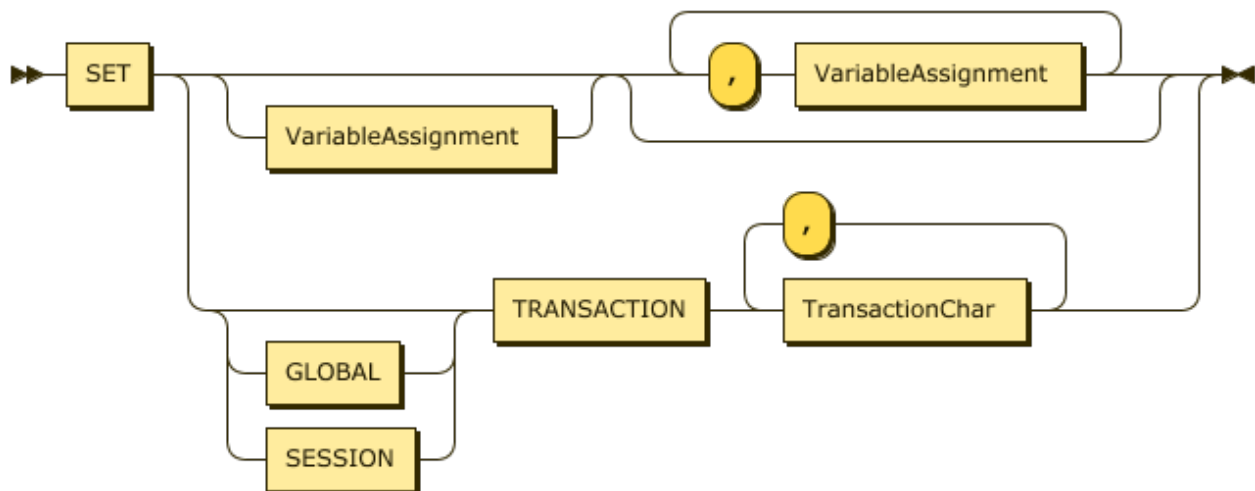 SET
, VariableAssignment
VariableAssignment
,
TRANSACTION TransactionChar
GLOBAL
SESSION